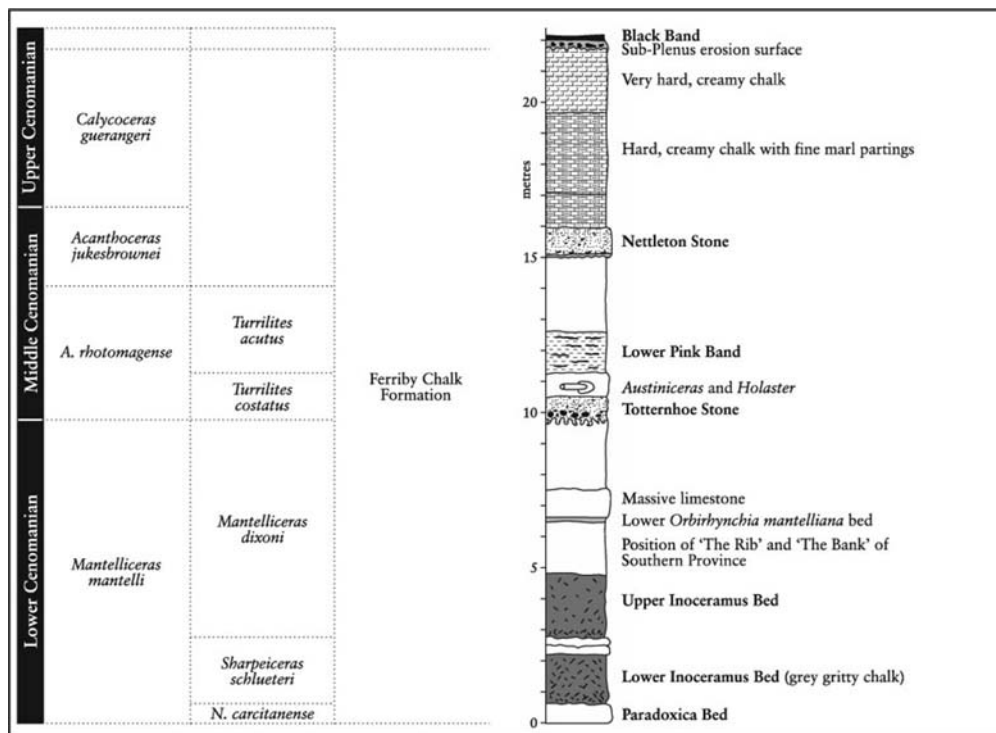 Upper Cenomanian
Middle Cenomanian
Lower Cenomanian
Calycoceras
guerangeri
Acanthoceras
jukesbrownei
A. rhotomagense
Mantelliceras
mantelli
Turrilites
acutus
Turrilites
costatus
Mantelliceras
dixoni
Sharpeiceras
schlueteri
N. carcitanense
Ferriby Chalk
Formation
metres
20
15
10
5
0
Black Band
Sub-Plenus erosion surface
Very hard, creamy chalk
Hard, creamy chalk with fine marl partings
Nettleton Stone
Lower Pink Band
Austiniceras and Holaster
Totternhoe Stone
Massive limestone
Lower Orbirhynchia mantelliana bed
Position of 'The Rib' and 'The Bank' of
Southern Province
Upper Inoceramus Bed
Lower Inoceramus Bed (grey gritty chalk)
Paradoxica Bed